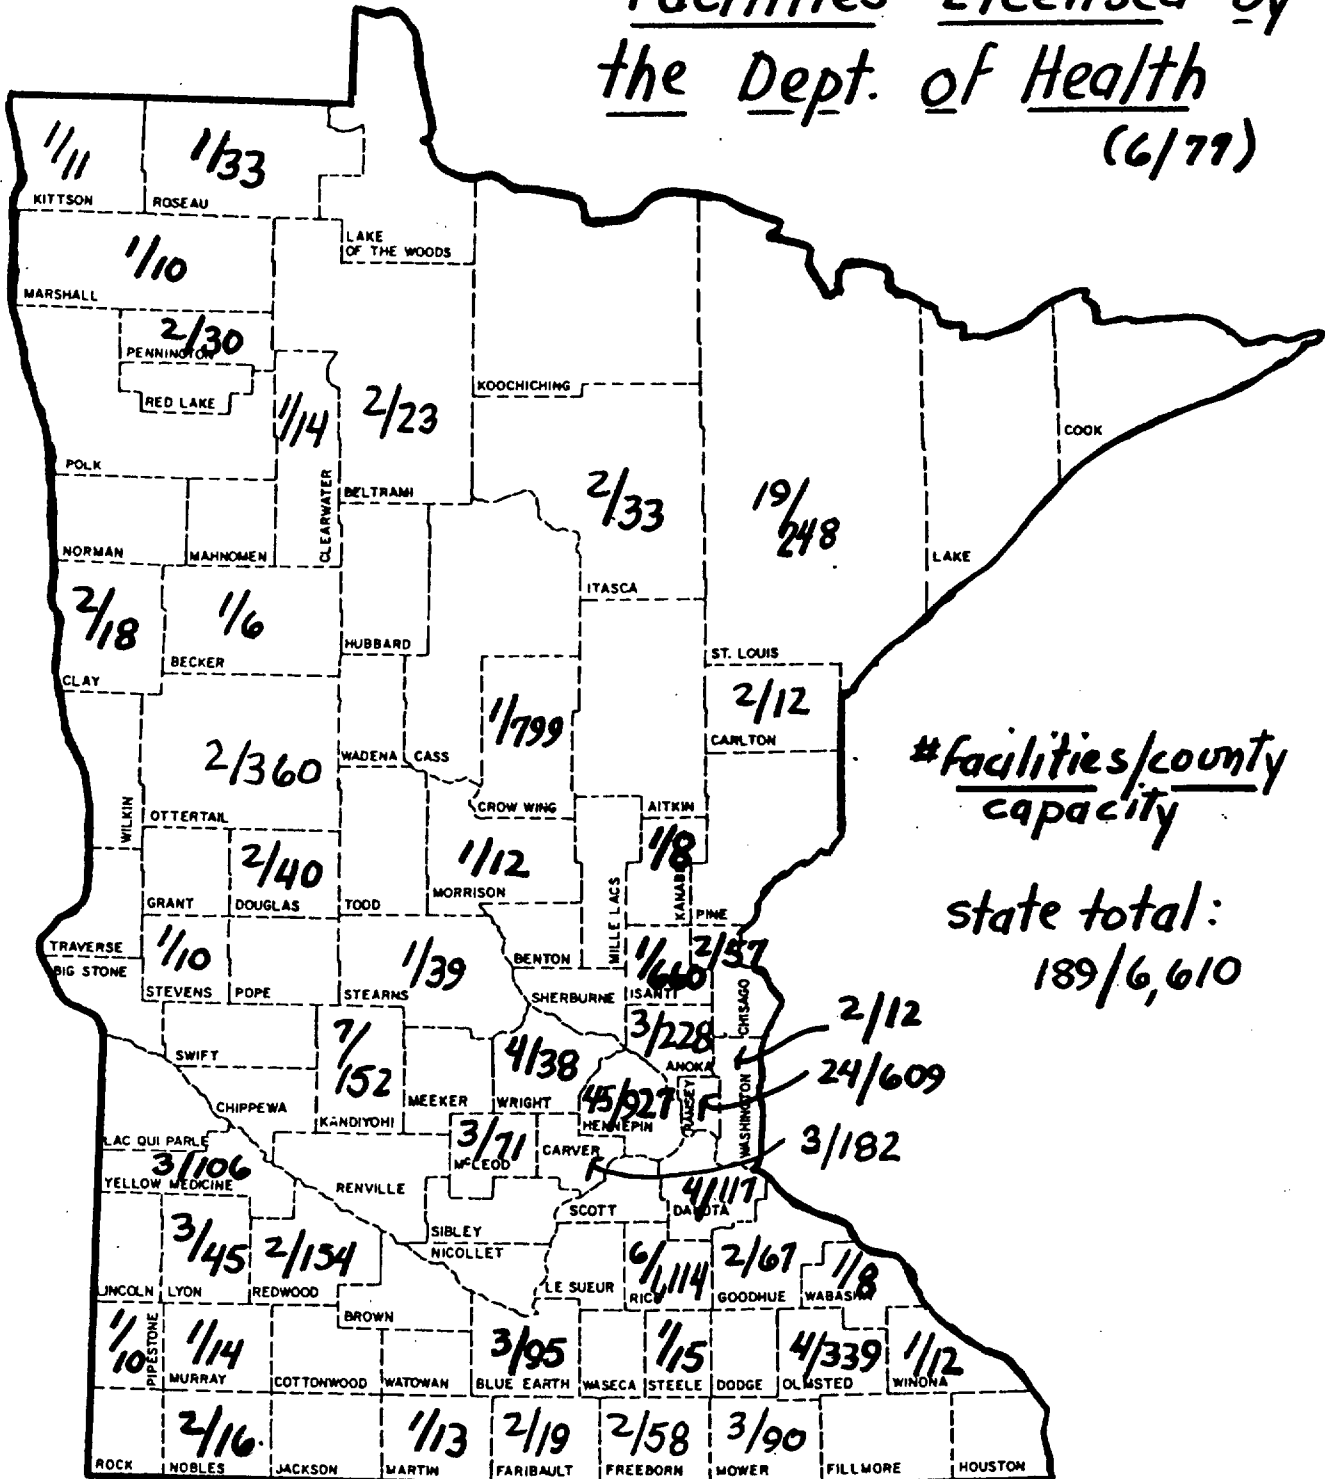 Facilities Licensed by
the Dept. of Health
(6/79)
1/11
1/33
KITTSON
ROSEAU
LAKE
OF THE WOODS
1/10
MARSHALL
2/30
PENNINGTON
RED LAKE
1/14
2/23
KOOCHICHING
COOK
POLK
CLEARWATER
BELTRAMI
2/33
19/
248
NORMAN
MAHNOMEN
LAKE
ITASCA
2/18
1/6
HUBBARD
BECKER
ST. LOUIS
CLAY
2/12
1/799
CARLTON
#facilities/county
capacity
2/360
WADENA
CASS
WILKIN
OTTERTAIL
CROW WING
AITKIN
2/40
1/12
1/8
MORRISON
GRANT
DOUGLAS
TODD
MILLE LACS
KANABEC
PINE
state total:
189/6,610
TRAVERSE
BIG STONE
1/10
1/39
BENTON
1/660
2/57
STEVENS
POPE
STEARNS
SHERBURNE
ISANTI
CHISAGO
2/12
3/228
SWIFT
7/
152
4/38
ANOKA
24/609
CHIPPEWA
MEEKER
WRIGHT
45/927
HENNEPIN
RAMSEY
WASHINGTON
KANDIYOHI
LAC QUI PARLE
3/71
McLEOD
CARVER
3/182
3/106
YELLOW MEDICINE
RENVILLE
4/117
SCOTT
DAKOTA
3/45
2/154
SIBLEY
NICOLLET
6/1,114
2/67
1/8
LINCOLN
LYON
REDWOOD
LE SUEUR
RICE
GOODHUE
WABASHA
BROWN
1/10
PIPESTONE
1/14
3/95
1/15
4/339
1/12
MURRAY
COTTONWOOD
WATOWAN
BLUE EARTH
WASECA
STEELE
DODGE
OLMSTED
WINONA
2/16
1/13
2/19
2/58
3/90
ROCK
NOBLES
JACKSON
MARTIN
FARIBAULT
FREEBORN
MOWER
FILLMORE
HOUSTON